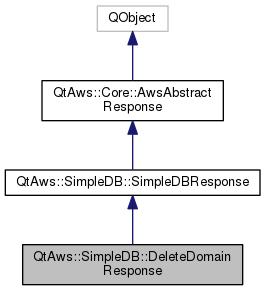 QObject
QtAws::Core::AwsAbstract
Response
QtAws::SimpleDB::SimpleDBResponse
QtAws::SimpleDB::DeleteDomain
Response